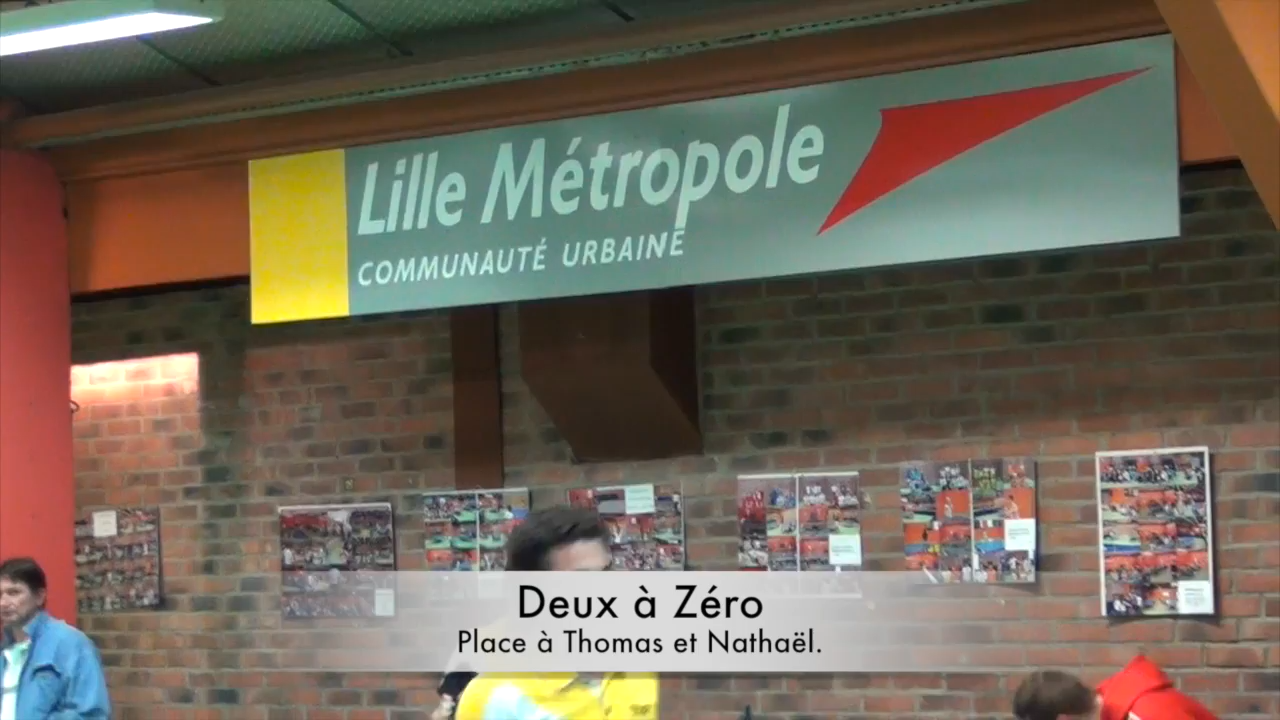 Lille Métropole
COMMUNAUTÉ URBAINE
Deux à Zéro
Place à Thomas et Nathaël.